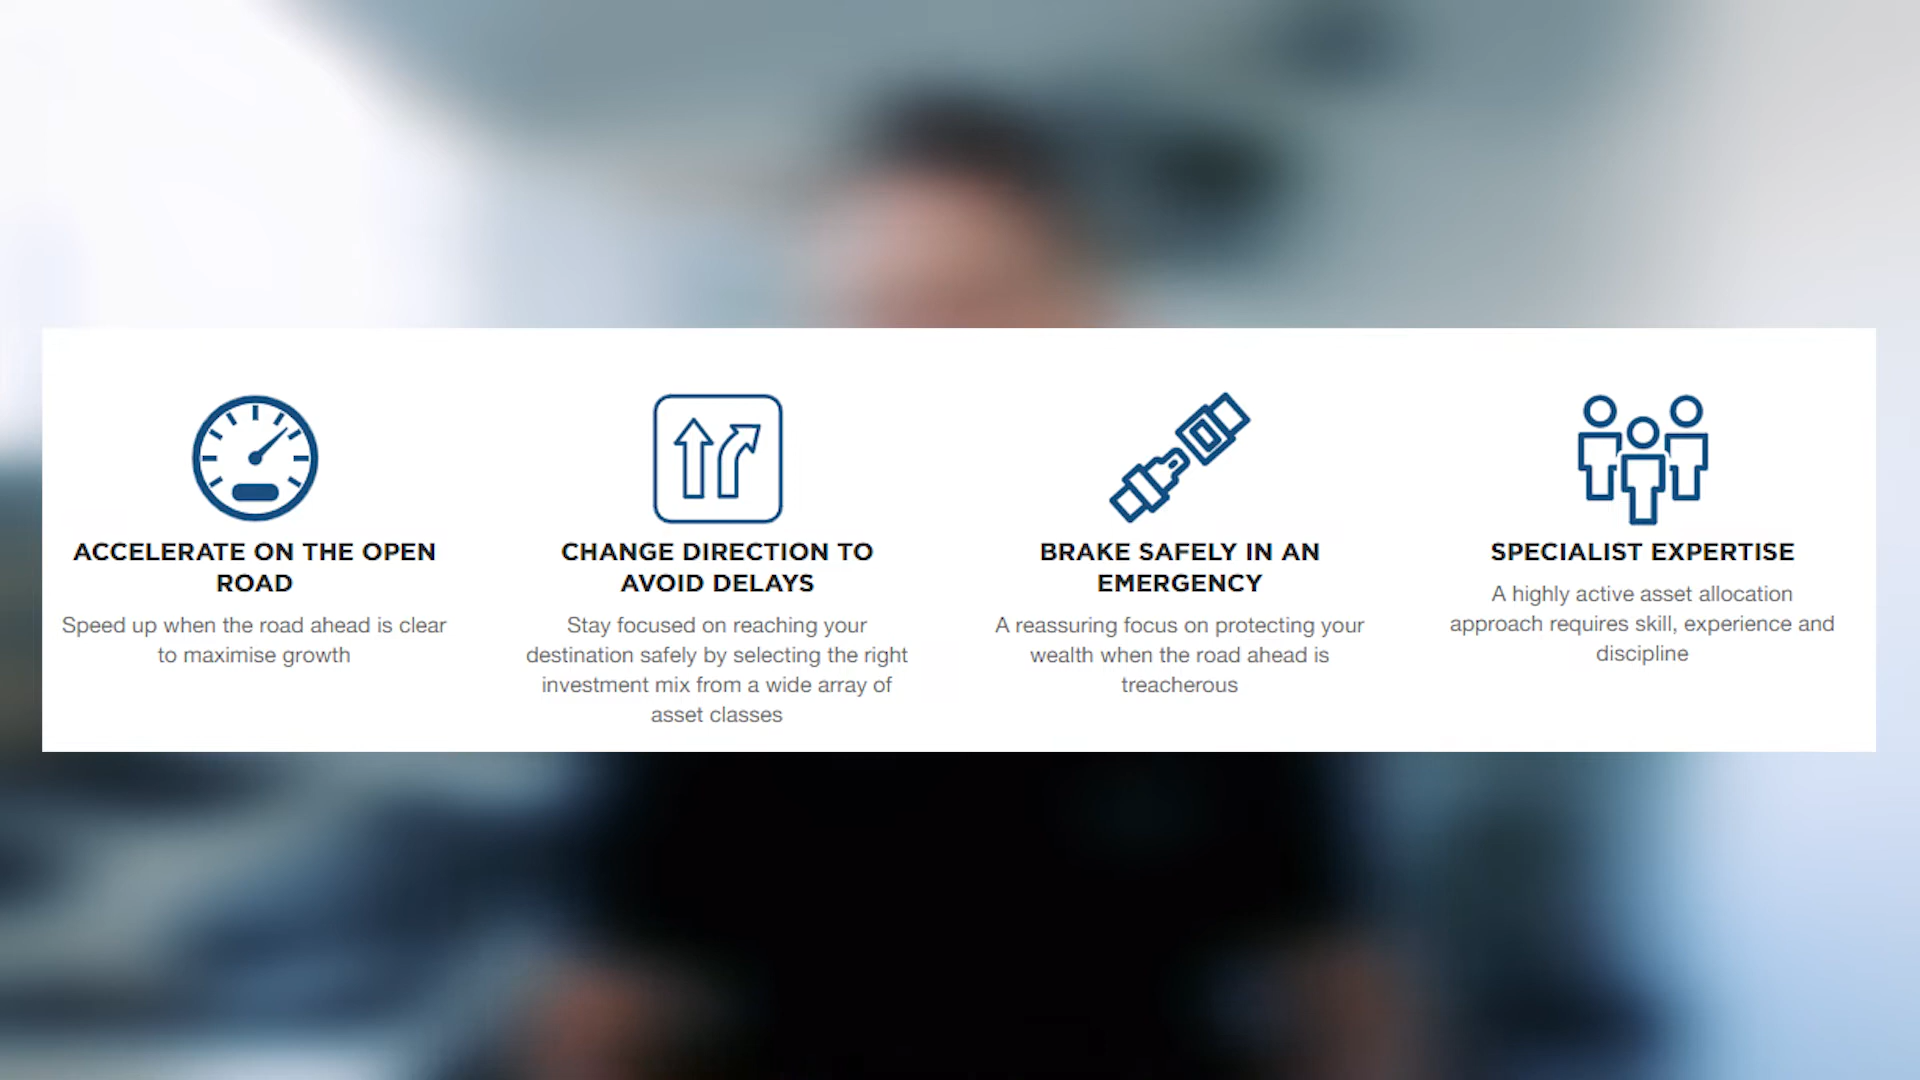 ACCELERATE ON THE OPEN
ROAD
Speed up when the road ahead is clear
to maximise growth
CHANGE DIRECTION TO
AVOID DELAYS
Stay focused on reaching your
destination safely by selecting the right
investment mix from a wide array of
asset classes
BRAKE SAFELY IN AN
EMERGENCY
A reassuring focus on protecting your
wealth when the road ahead is
treacherous
SPECIALIST EXPERTISE
A highly active asset allocation
approach requires skill, experience and
discipline